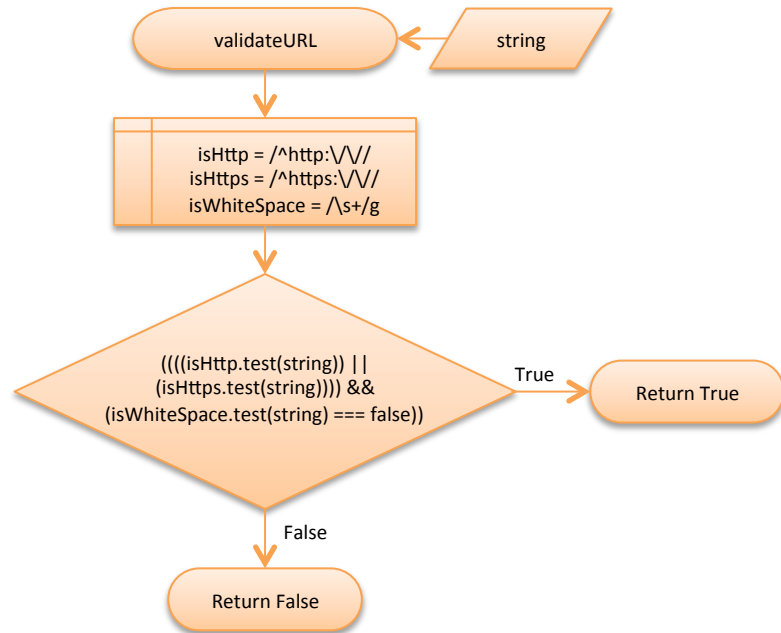 validateURL
string
isHttp = /^http:\/\//
isHttps = /^https:\/\//
isWhiteSpace = /\s+/g
((((isHttp.test(string)) ||
(isHttps.test(string)))) &&
(isWhiteSpace.test(string) === false))
True
Return True
False
Return False